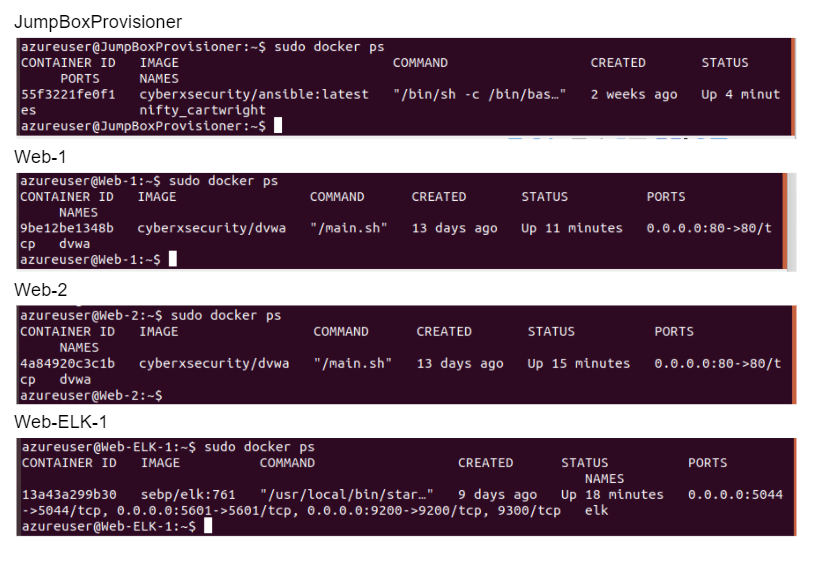 JumpBoxProvisioner
azureuser@JumpBoxProvisioner:~$ sudo docker ps
CONTAINER ID   IMAGE                          COMMAND                  CREATED       STATUS
     PORTS     NAMES
55f3221fe0f1   cyberxsecurity/ansible:latest   "/bin/sh -c /bin/bas…"   2 weeks ago   Up 4 minut
es             nifty_cartwright
azureuser@JumpBoxProvisioner:~$
Web-1
azureuser@Web-1:~$ sudo docker ps
CONTAINER ID   IMAGE                 COMMAND      CREATED       STATUS          PORTS
     NAMES
9be12be1348b   cyberxsecurity/dvwa   "/main.sh"   13 days ago   Up 11 minutes   0.0.0.0:80->80/t
cp   dvwa
azureuser@Web-1:~$
Web-2
azureuser@Web-2:~$ sudo docker ps
CONTAINER ID   IMAGE                 COMMAND      CREATED       STATUS          PORTS
     NAMES
4a84920c3c1b   cyberxsecurity/dvwa   "/main.sh"   13 days ago   Up 15 minutes   0.0.0.0:80->80/t
cp   dvwa
azureuser@Web-2:~$
Web-ELK-1
azureuser@Web-ELK-1:~$ sudo docker ps
CONTAINER ID   IMAGE          COMMAND                  CREATED      STATUS          PORTS
                                                                       NAMES
13a43a299b30   sebp/elk:761   "/usr/local/bin/star…"   9 days ago   Up 18 minutes   0.0.0.0:5044
->5044/tcp, 0.0.0.0:5601->5601/tcp, 0.0.0.0:9200->9200/tcp, 9300/tcp   elk
azureuser@Web-ELK-1:~$